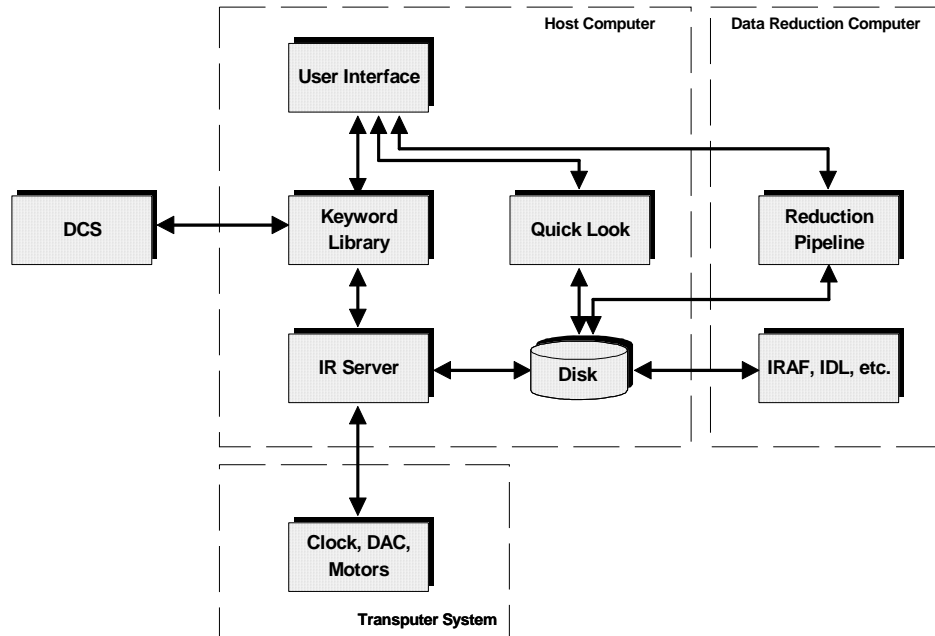 Host Computer
Data Reduction Computer
User Interface
DCS
Keyword
Library
Quick Look
Reduction
Pipeline
IR Server
Disk
IRAF, IDL, etc.
Clock, DAC,
Motors
Transputer System